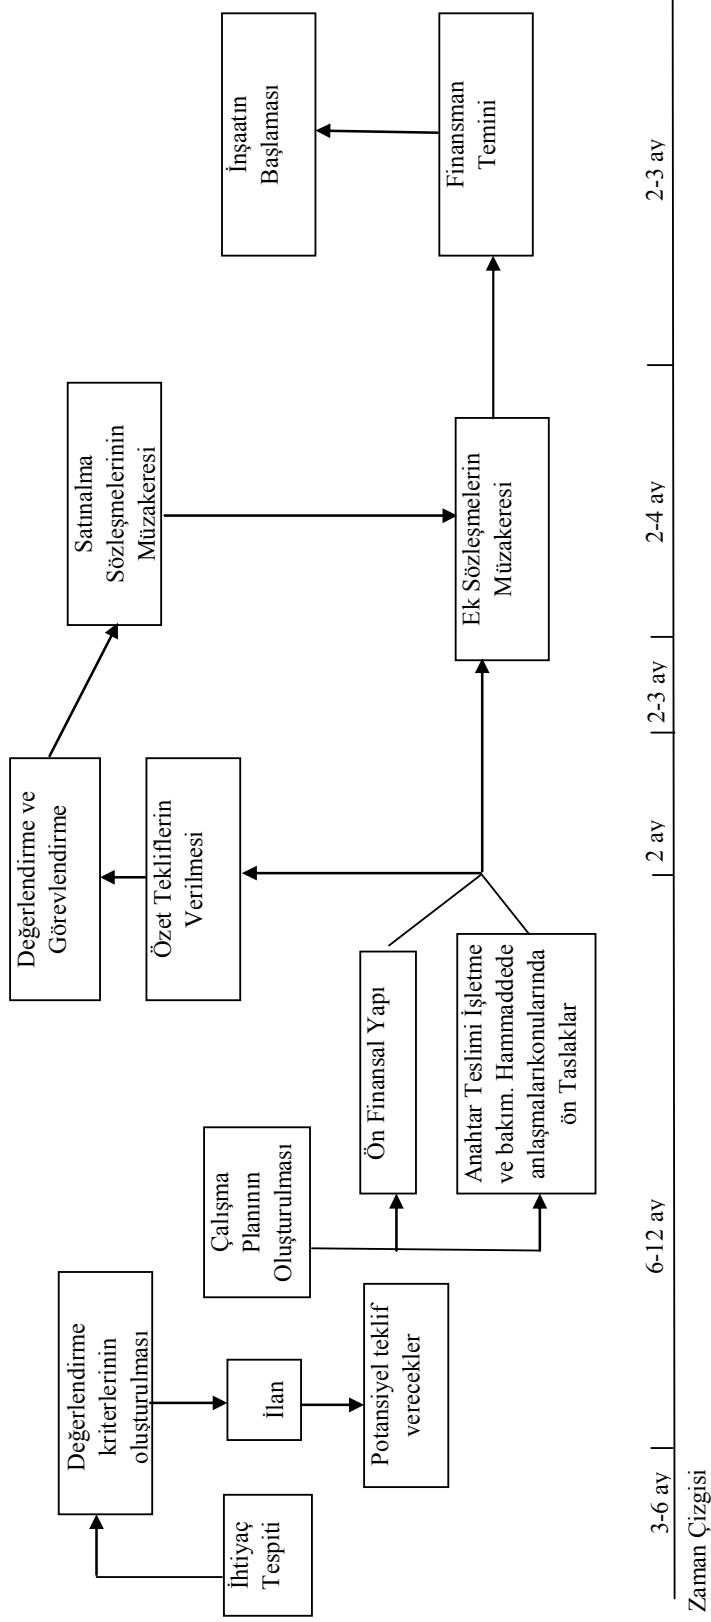 İhtiyaç
Tespiti
Değerlendirme
kriterlerinin
oluşturulması
İlan
Potansiyel teklif
verecekler
Çalışma
Planının
Oluşturulması
Ön Finansal Yapı
Anahtar Teslimi İşletme
ve bakım. Hammaddede
anlaşmalarıkonularında
ön Taslaklar
Değerlendirme ve
Görevlendirme
Özet Tekliflerin
Verilmesi
Satınalma
Sözleşmelerinin
Müzakeresi
Ek Sözleşmelerin
Müzakeresi
İnşaatın
Başlaması
Finansman
Temini
3-6 ay
6-12 ay
2 ay
2-3 ay
2-4 ay
2-3 ay
Zaman Çizgisi